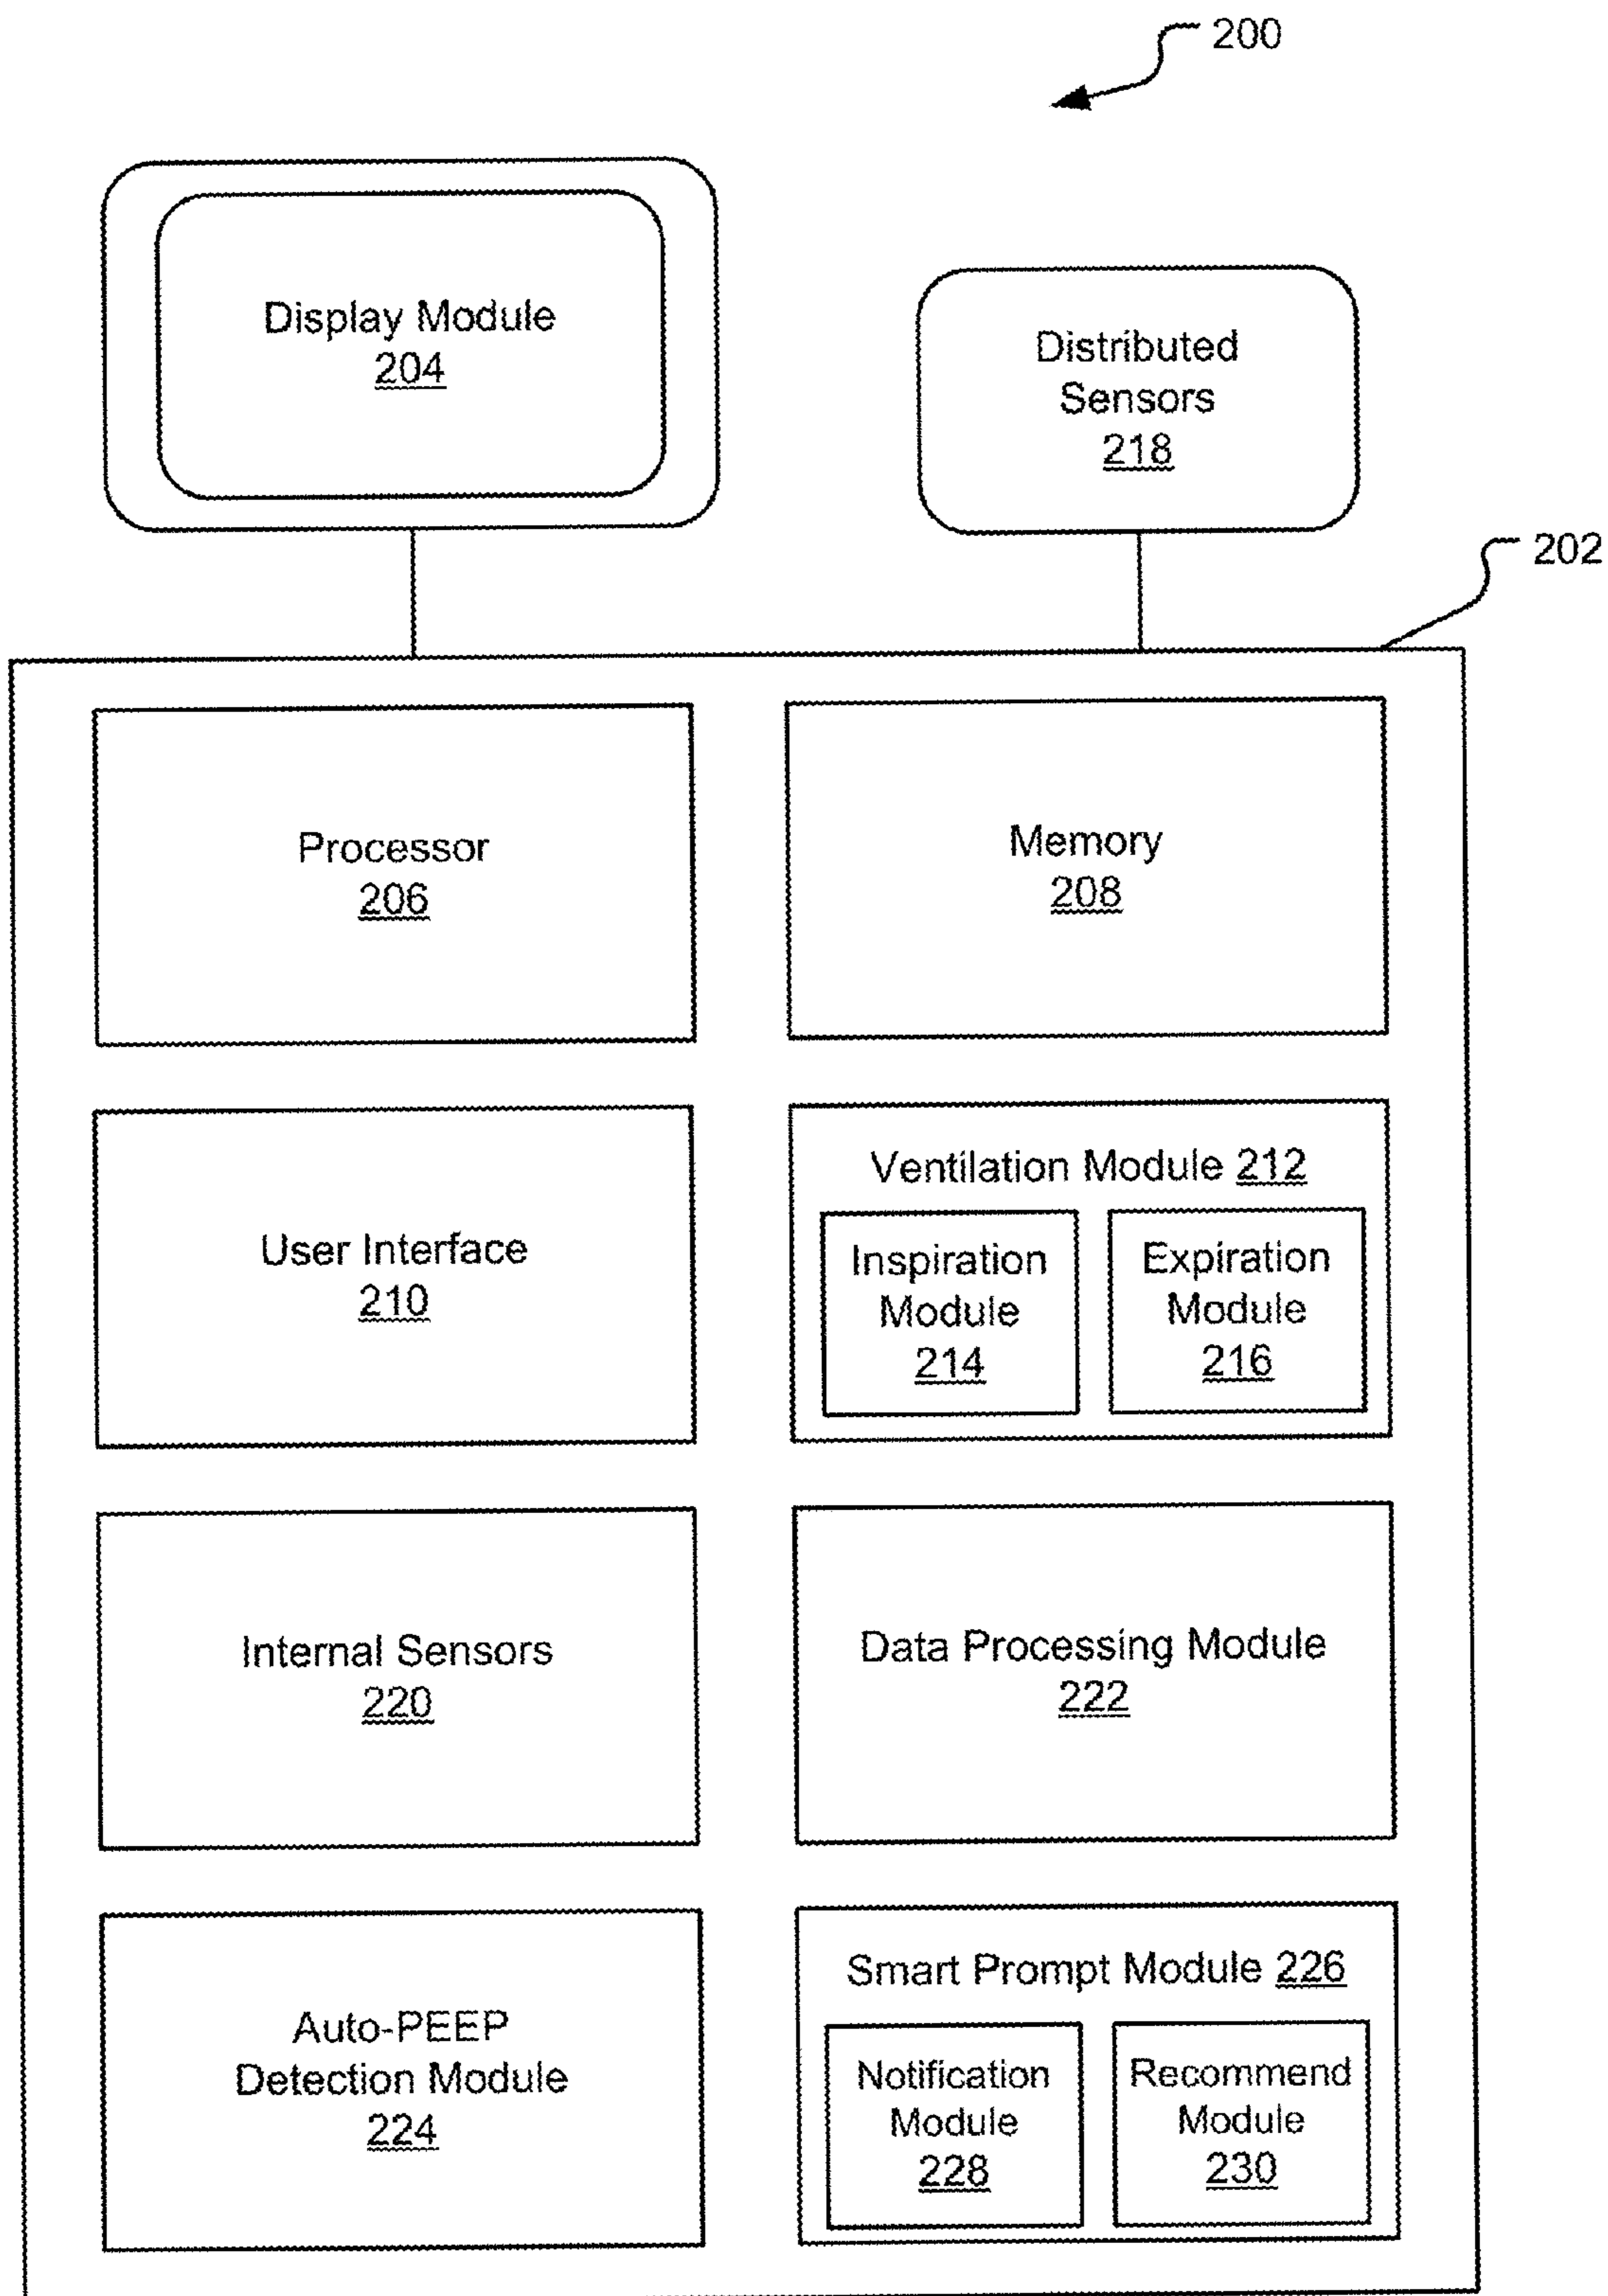 200
Display Module
204
Distributed
Sensors
218
202
Processor
206
Memory
208
User Interface
210
Ventilation Module 212
Inspiration
Module
214
Expiration
Module
216
Internal Sensors
220
Data Processing Module
222
Auto-PEEP
Detection Module
224
Smart Prompt Module 226
Notification
Module
228
Recommend
Module
230